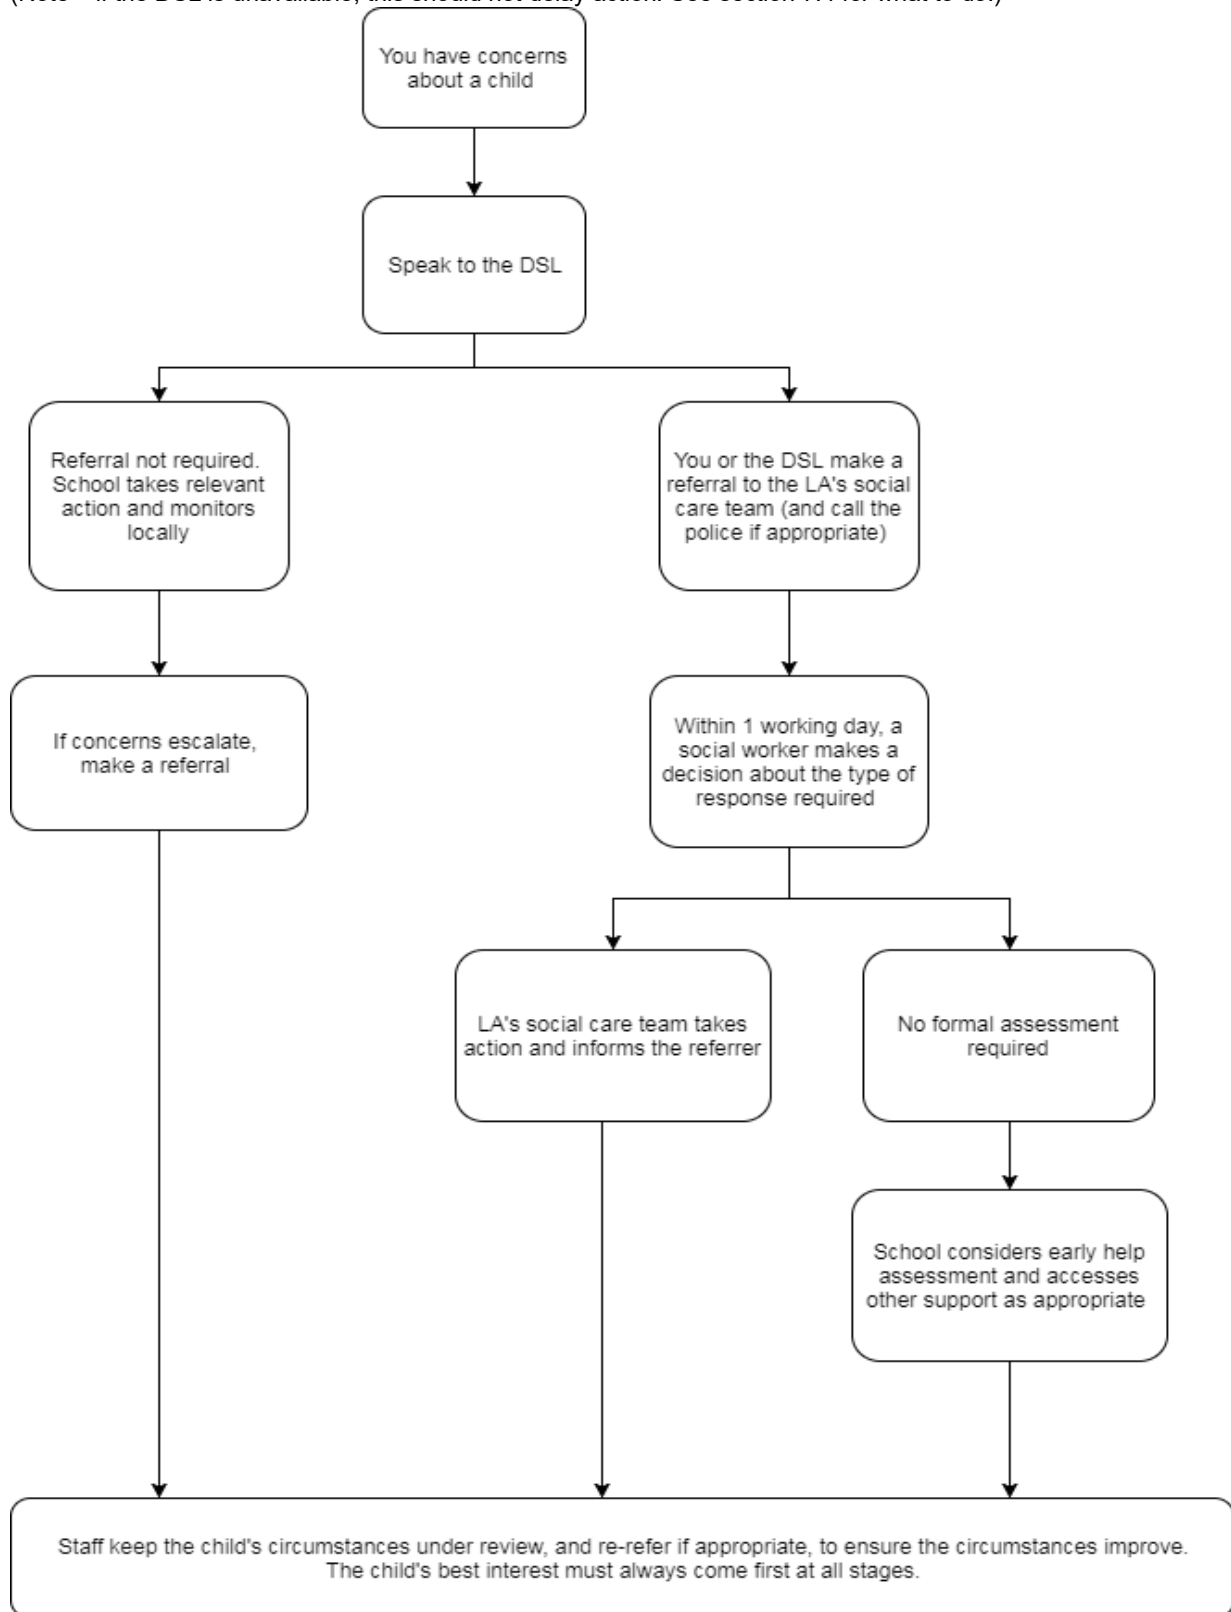 You have concerns
about a child
Speak to the DSL
Referral not required.
School takes relevant
action and monitors
locally
You or the DSL make a
referral to the LA's social
care team (and call the
police if appropriate)
If concerns escalate,
make a referral
Within 1 working day, a
social worker makes a
decision about the type of
response required
LA's social care team takes
action and informs the referrer
No formal assessment
required
School considers early help
assessment and accesses
other support as appropriate
Staff keep the child's circumstances under review, and re-refer if appropriate, to ensure the circumstances improve.
The child's best interest must always come first at all stages.